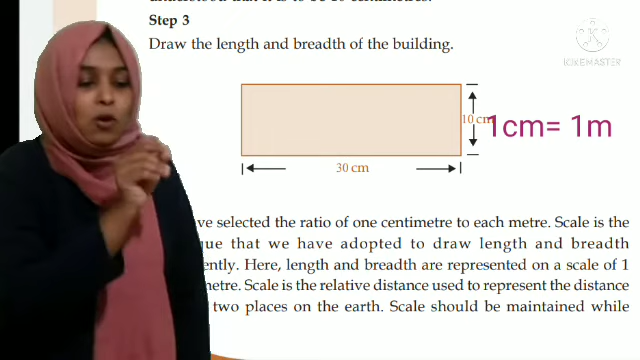 Step 3
Draw the length and breadth of the building.
KINEMASTER
10 cm
1cm= 1m
30 cm
ve selected the ratio of one centimetre to each metre. Scale is the
that we have adopted to draw length and breadth
Here, length and breadth are represented on a scale of 1
Scale is the relative distance used to represent the distance
two places on the earth. Scale should be maintained while